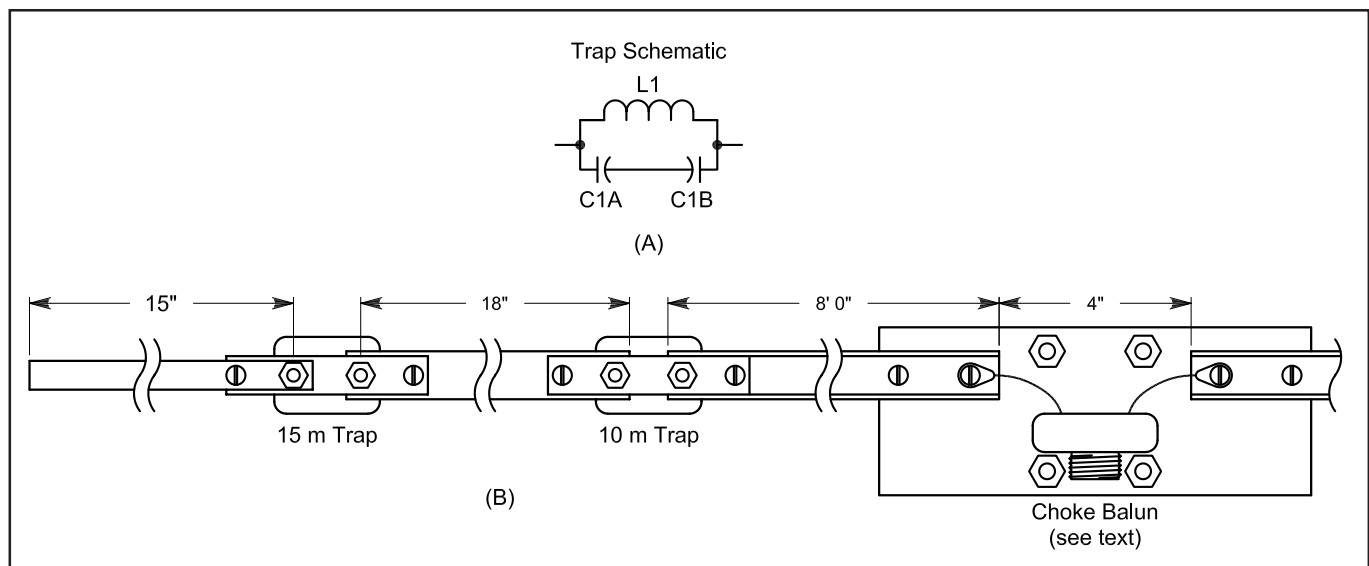 Trap Schematic
L1
C1A C1B
(A)
15" 18" 8' 0" 4"
15 m Trap 10 m Trap
(B)
Choke Balun
(see text)